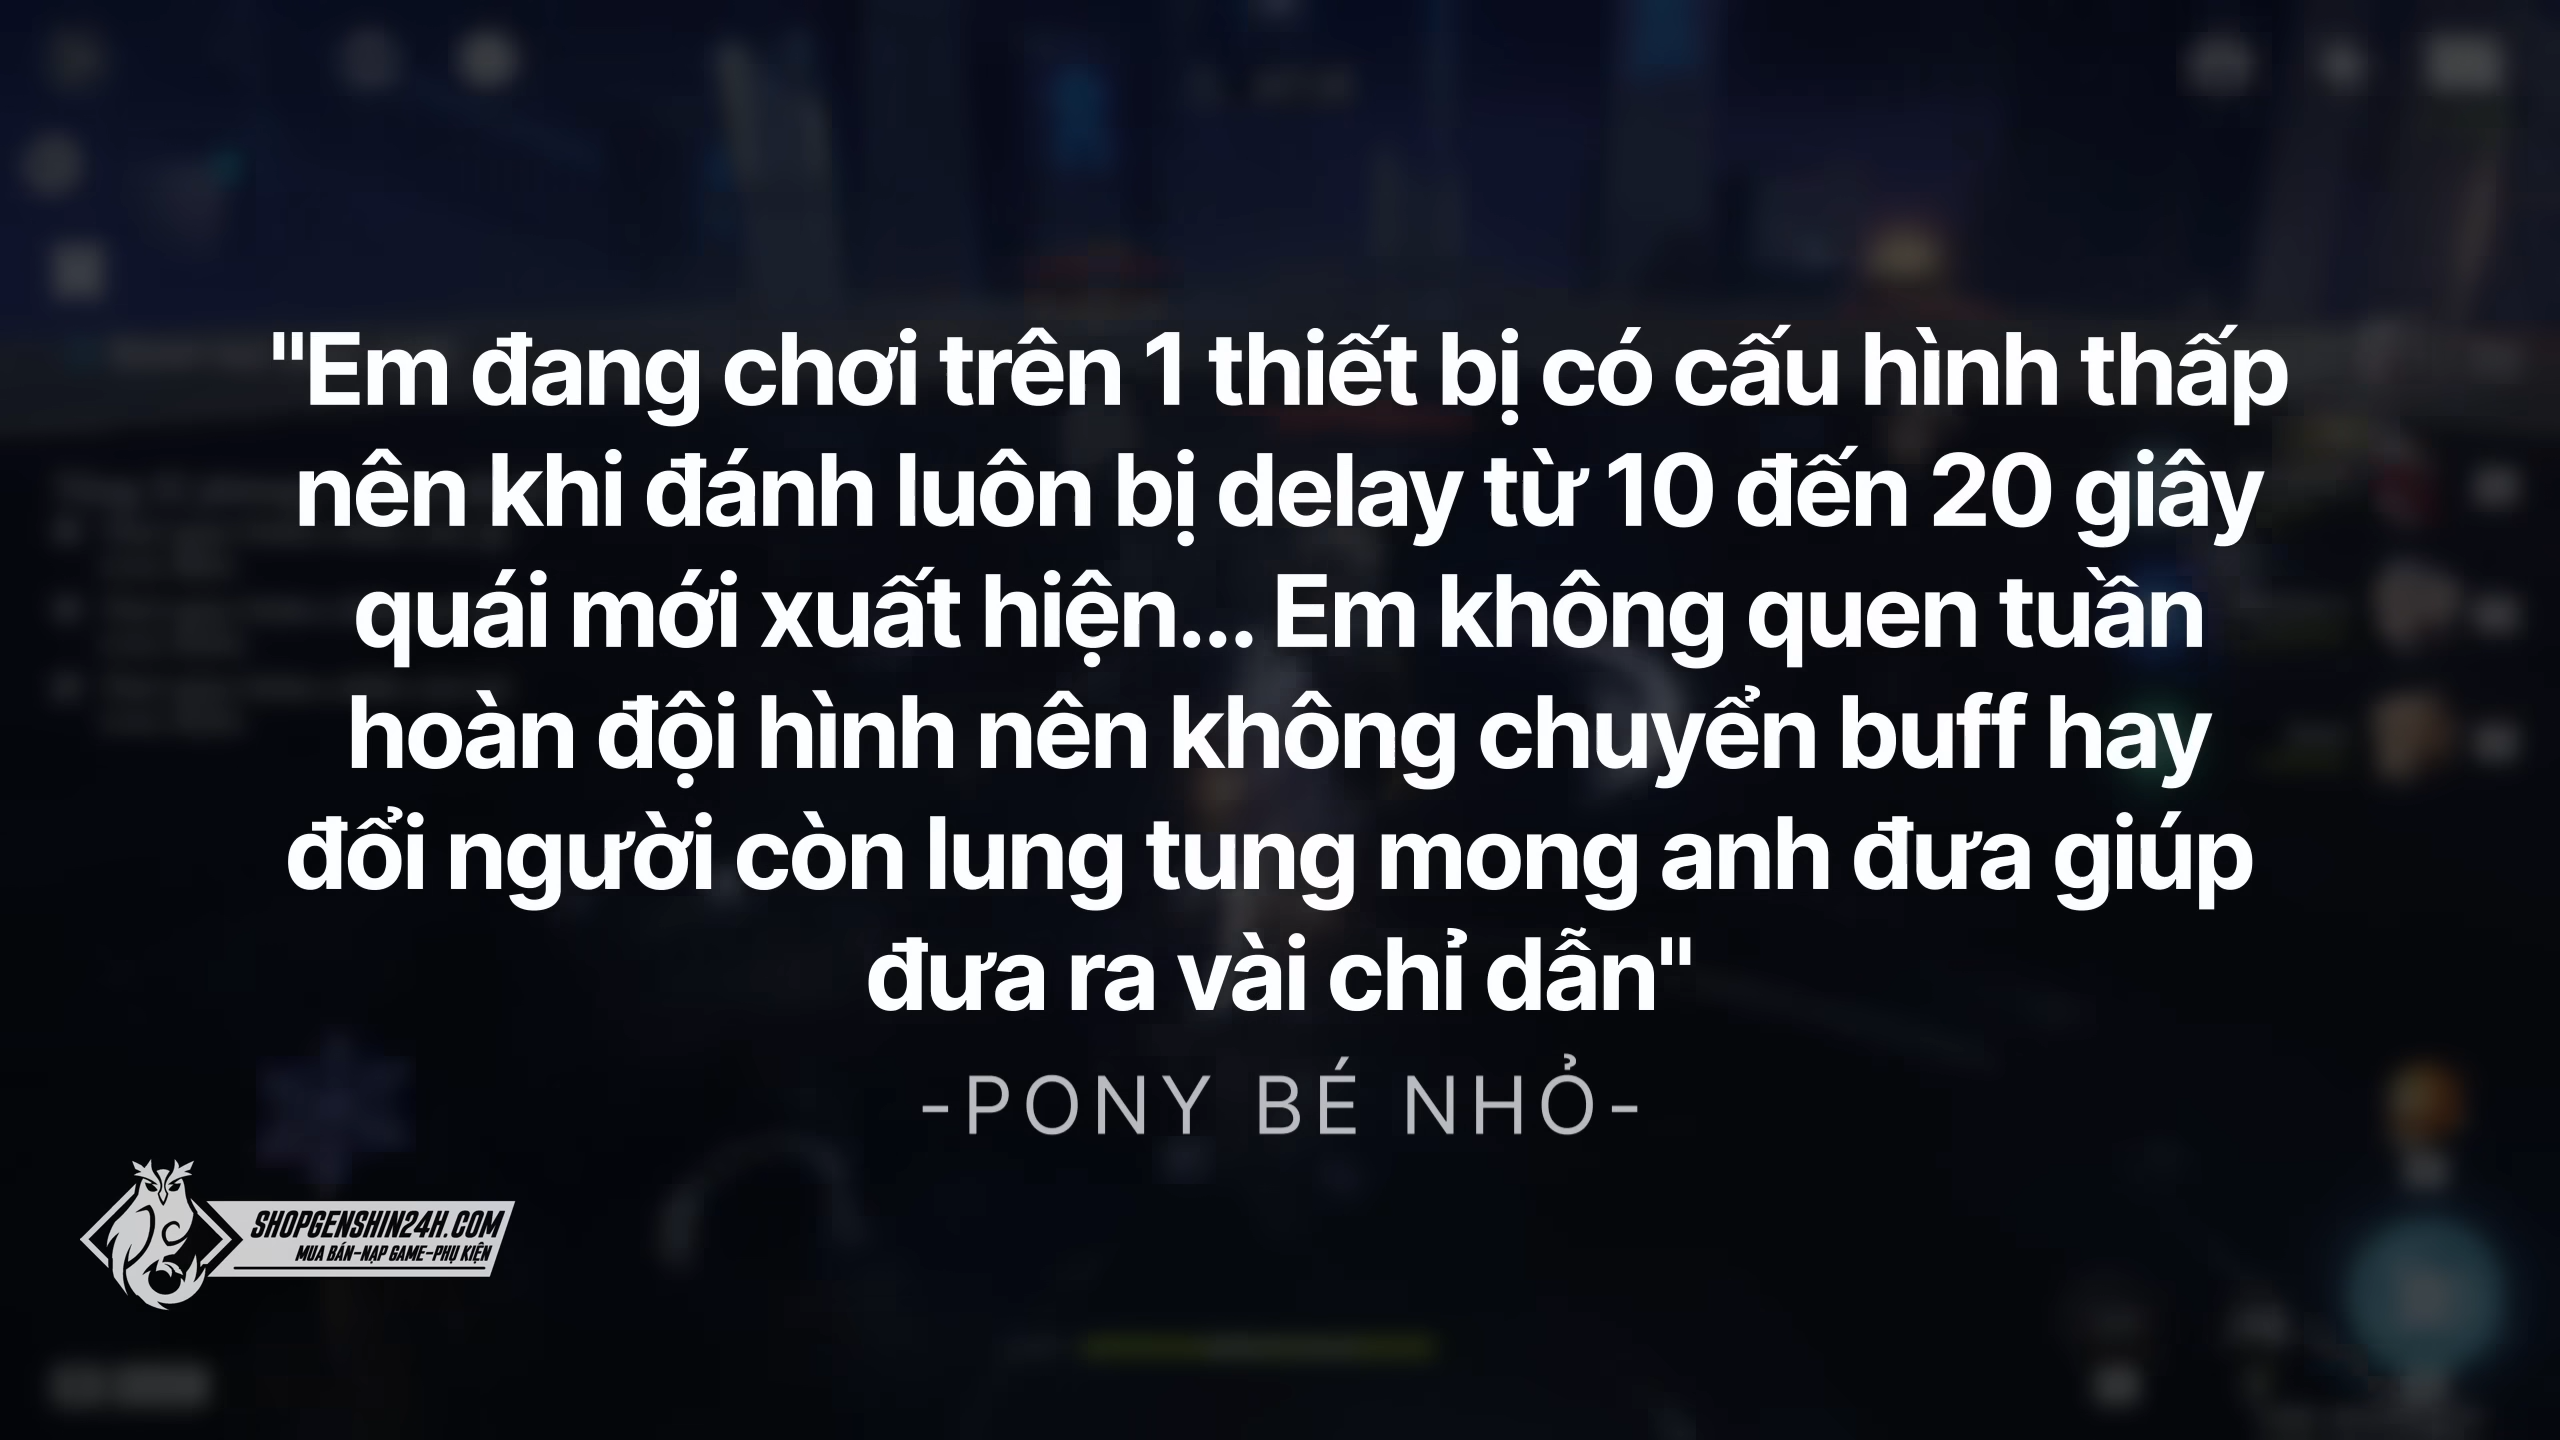 "Em đang chơi trên 1 thiết bị có cấu hình thấp
nên khi đánh luôn bị delay từ 10 đến 20 giây
quái mới xuất hiện... Em không quen tuần
hoàn đội hình nên không chuyển buff hay
đổi người còn lung tung mong anh đưa giúp
đưa ra vài chỉ dẫn"
-PONY BÉ NHỎ-
SHOPGENSHIN24H.COM
MUA BÁN-NẠP GAME-PHỤ KIỆN